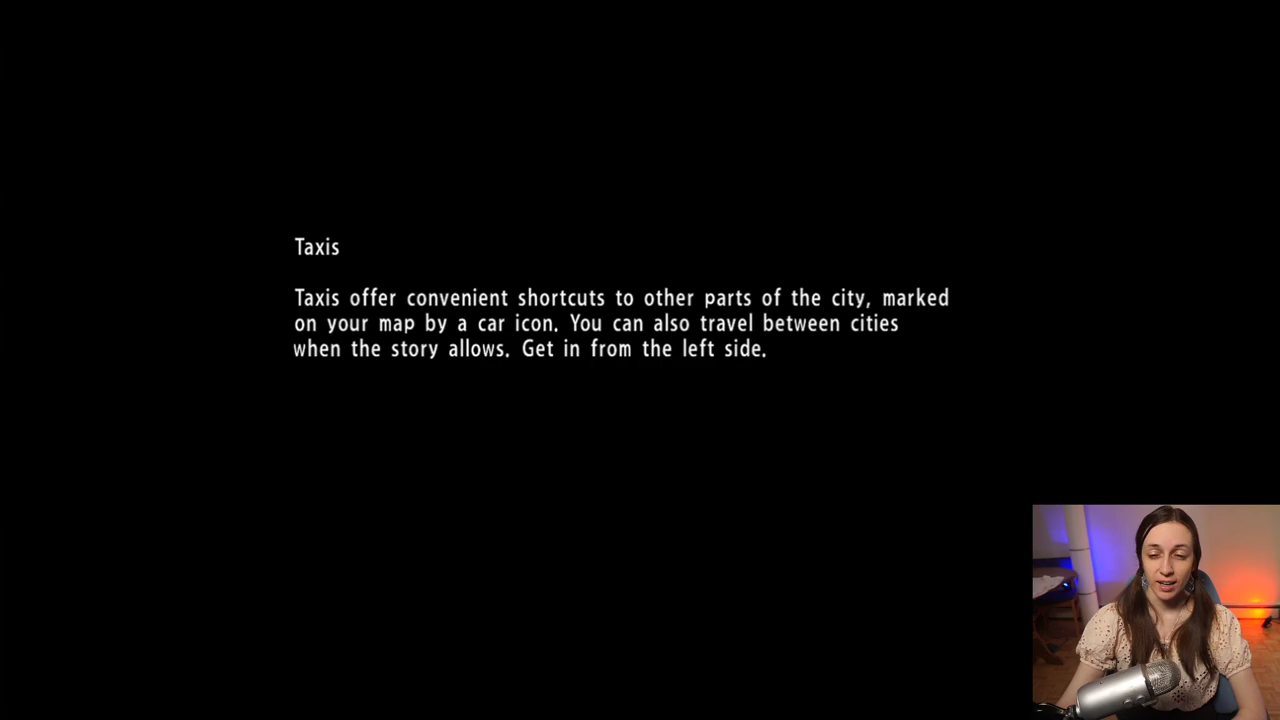 Taxis
Taxis offer convenient shortcuts to other parts of the city, marked
on your map by a car icon. You can also travel between cities
when the story allows. Get in from the left side.